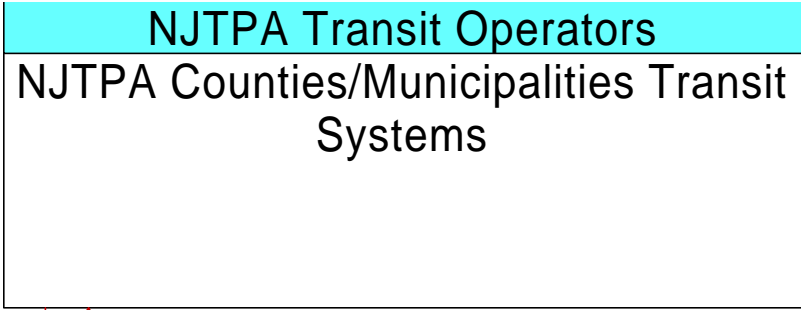 NJTPA Transit Operators
NJTPA Counties/Municipalities Transit
Systems